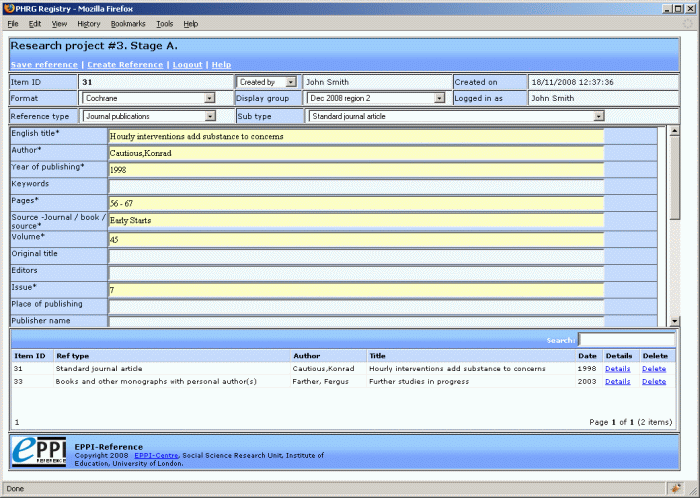 PHRG Registry - Mozilla Firefox
File Edit View History Bookmarks Tools Help
Research project #3. Stage A.
Save reference | Create Reference | Logout | Help
Item ID 31 Created by John Smith Created on 18/11/2008 12:37:36
Format Cochrane Display group Dec 2008 region 2 Logged in as John Smith
Reference type Journal publications Sub type Standard journal article
English title* Hourly interventions add substance to concerns
Author* Cautious,Konrad
Year of publishing* 1998
Keywords
Pages* 56 - 67
Source -Journal / book / source* Early Starts
Volume* 45
Original title
Editors
Issue* 7
Place of publishing
Publisher name
Search:
Item ID Ref type Author Title Date Details Delete
31 Standard journal article Cautious,Konrad Hourly interventions add substance to concerns 1998 Details Delete
33 Books and other monographs with personal author(s) Farther, Fergus Further studies in progress 2003 Details Delete
1 Page 1 of 1 (2 items)
ePPI
REFERENCE
EPPI-Reference
Copyright 2008 EPPI-Centre, Social Science Research Unit, Institute of
Education, University of London.
Done